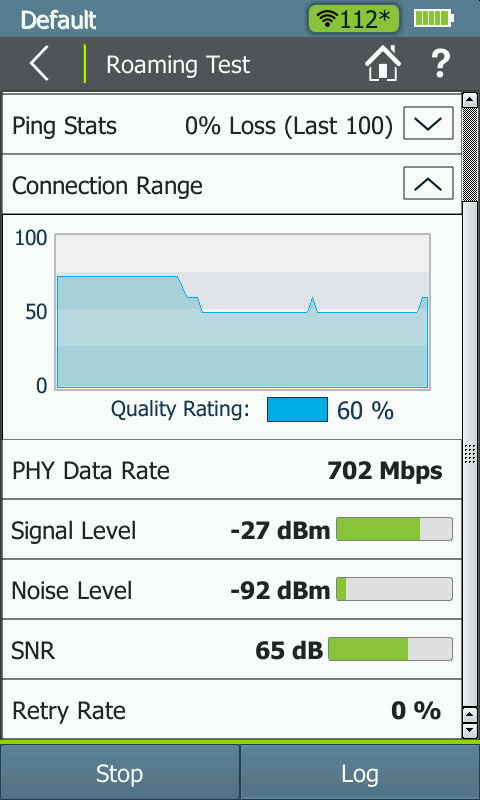 Default 112*
Roaming Test ?
Ping Stats 0% Loss (Last 100)
Connection Range
100
50
0
Quality Rating: 60 %
PHY Data Rate 702 Mbps
Signal Level -27 dBm
Noise Level -92 dBm
SNR 65 dB
Retry Rate 0 %
Stop Log